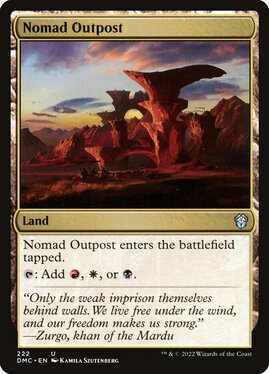 Nomad Outpost
Land
Nomad Outpost enters the battlefield
tapped.
: Add , , or .
"Only the weak imprison themselves
behind walls. We live free under the wind,
and our freedom makes us strong."
—Zurgo, khan of the Mardu
222 U
DMC • EN Kamila Szutenberg
™ & © 2022 Wizards of the Coast